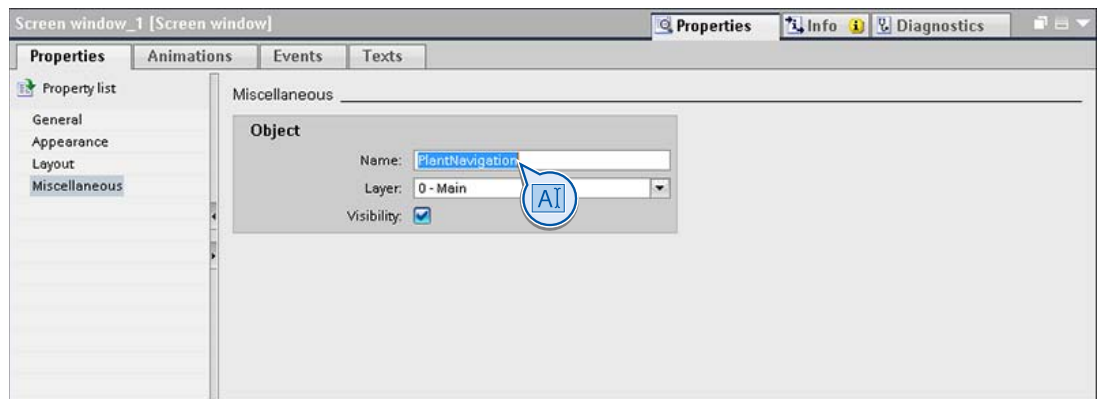 Screen window_1 [Screen window]
Properties Info Diagnostics
Properties Animations Events Texts
Property list
General
Appearance
Layout
Miscellaneous
Miscellaneous
Object
Name: PlantNavigation
Layer: 0 - Main
Visibility:
AI